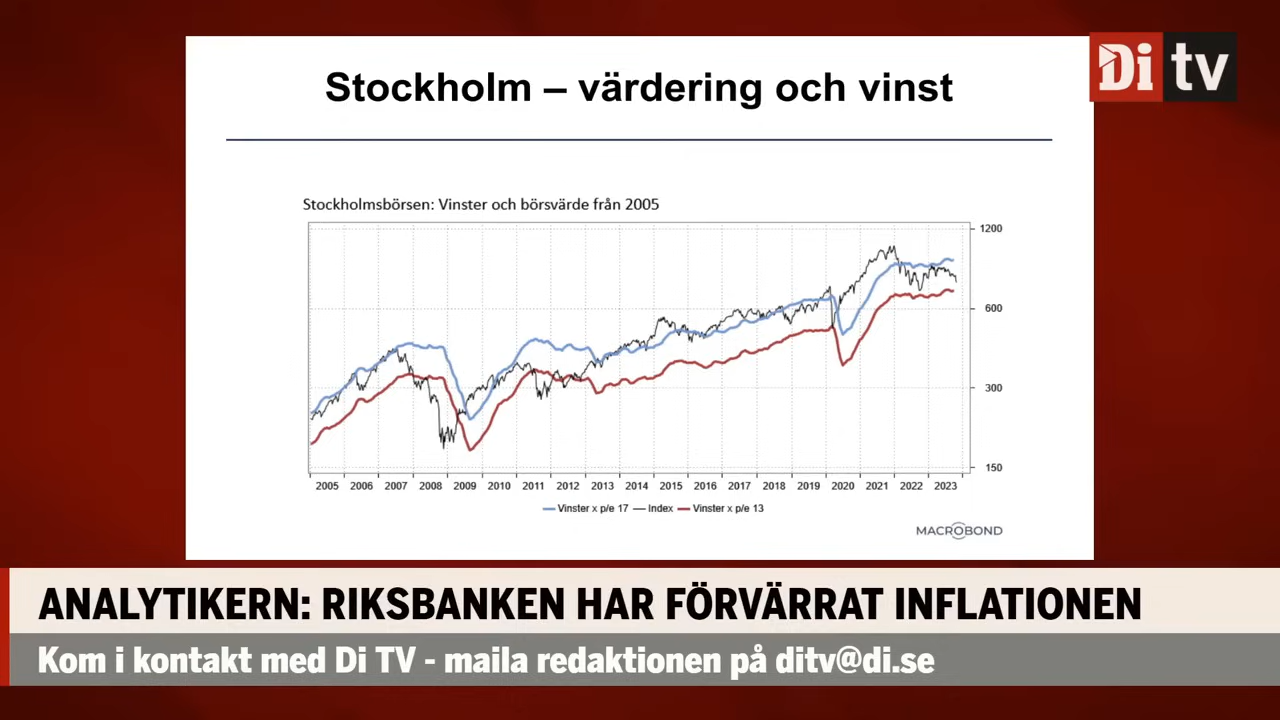 Stockholm – värdering och vinst
Di tv
Stockholmsbörsen: Vinster och börsvärde från 2005
1200
600
300
150
2005 2006 2007 2008 2009 2010 2011 2012 2013 2014 2015 2016 2017 2018 2019 2020 2021 2022 2023
Vinster x p/e 17 Index Vinster x p/e 13
MACROBOND
ANALYTIKERN: RIKSBANKEN HAR FÖRVÄRRAT INFLATIONEN
Kom i kontakt med Di TV - maila redaktionen på ditv@di.se